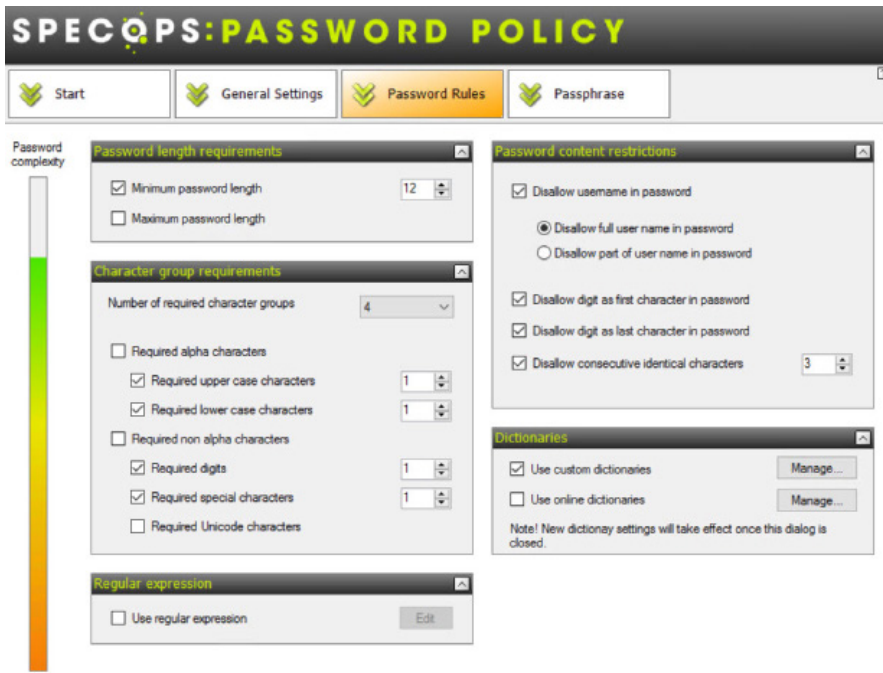 SPECOPS:PASSWORD POLICY
Start
General Settings
Password Rules
Passphrase
Password
complexity
Password length requirements
Minimum password length
12
Maximum password length
Character group requirements
Number of required character groups
4
Required alpha characters
Required upper case characters
1
Required lower case characters
1
Required non alpha characters
Required digits
1
Required special characters
1
Required Unicode characters
Regular expression
Use regular expression
Edit
Password content restrictions
Disallow username in password
Disallow full user name in password
Disallow part of user name in password
Disallow digit as first character in password
Disallow digit as last character in password
Disallow consecutive identical characters
3
Dictionaries
Use custom dictionaries
Manage...
Use online dictionaries
Manage...
Note! New dictionay settings will take effect once this dialog is
closed.